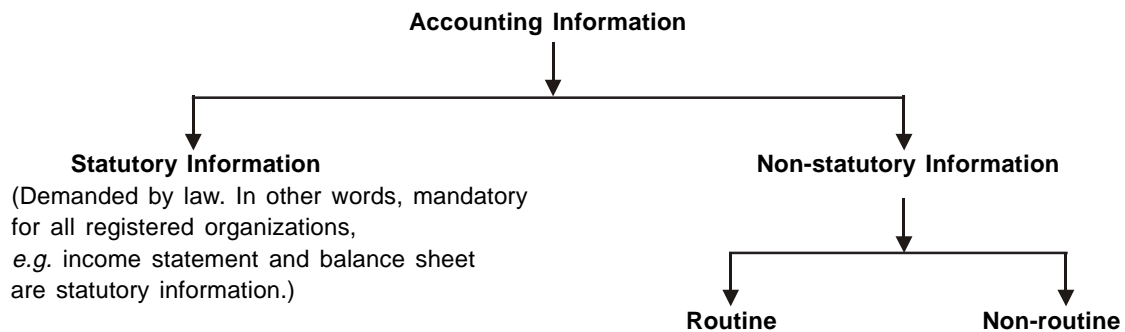 Accounting Information
Statutory Information
(Demanded by law. In other words, mandatory
for all registered organizations,
e.g. income statement and balance sheet
are statutory information.)
Non-statutory Information
Routine
Non-routine